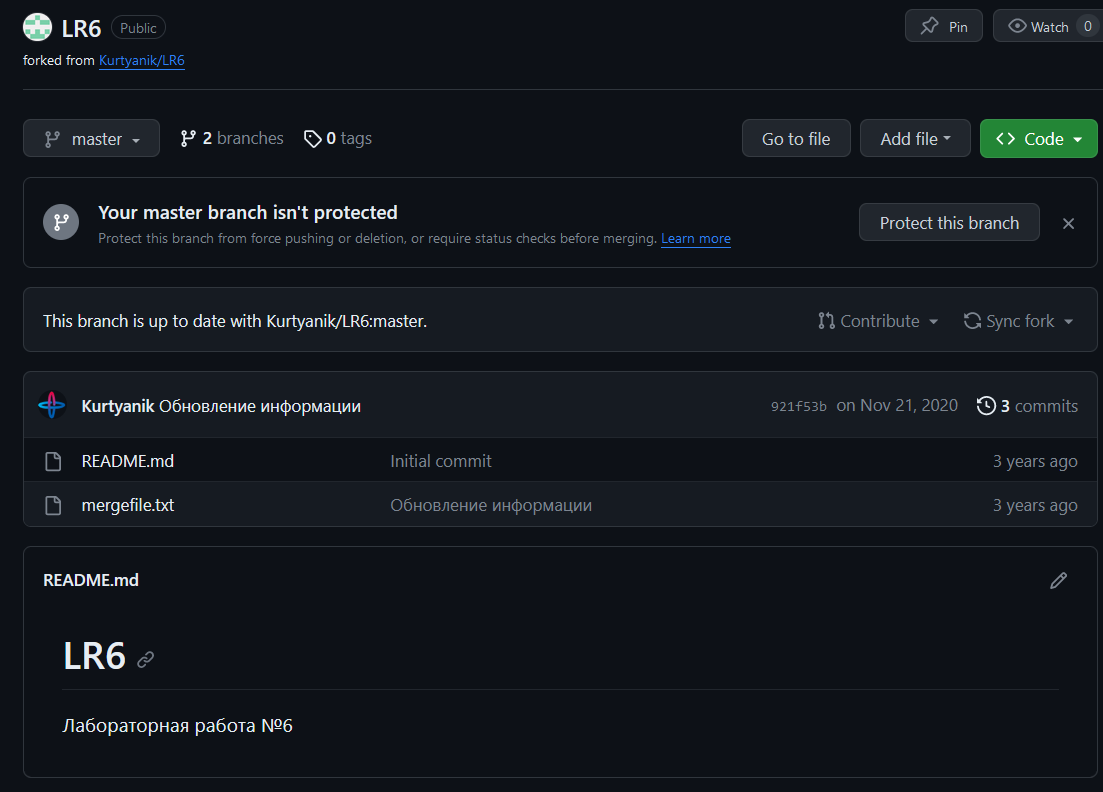 LR6 Public Pin Watch 0
forked from Kurtyanik/LR6
master 2 branches 0 tags Go to file Add file Code
Your master branch isn't protected
Protect this branch from force pushing or deletion, or require status checks before merging. Learn more
Protect this branch
This branch is up to date with Kurtyanik/LR6:master. Contribute Sync fork
Kurtyanik Обновление информации 921f53b on Nov 21, 2020 3 commits
README.md Initial commit 3 years ago
mergefile.txt Обновление информации 3 years ago
README.md
LR6
Лабораторная работа №6